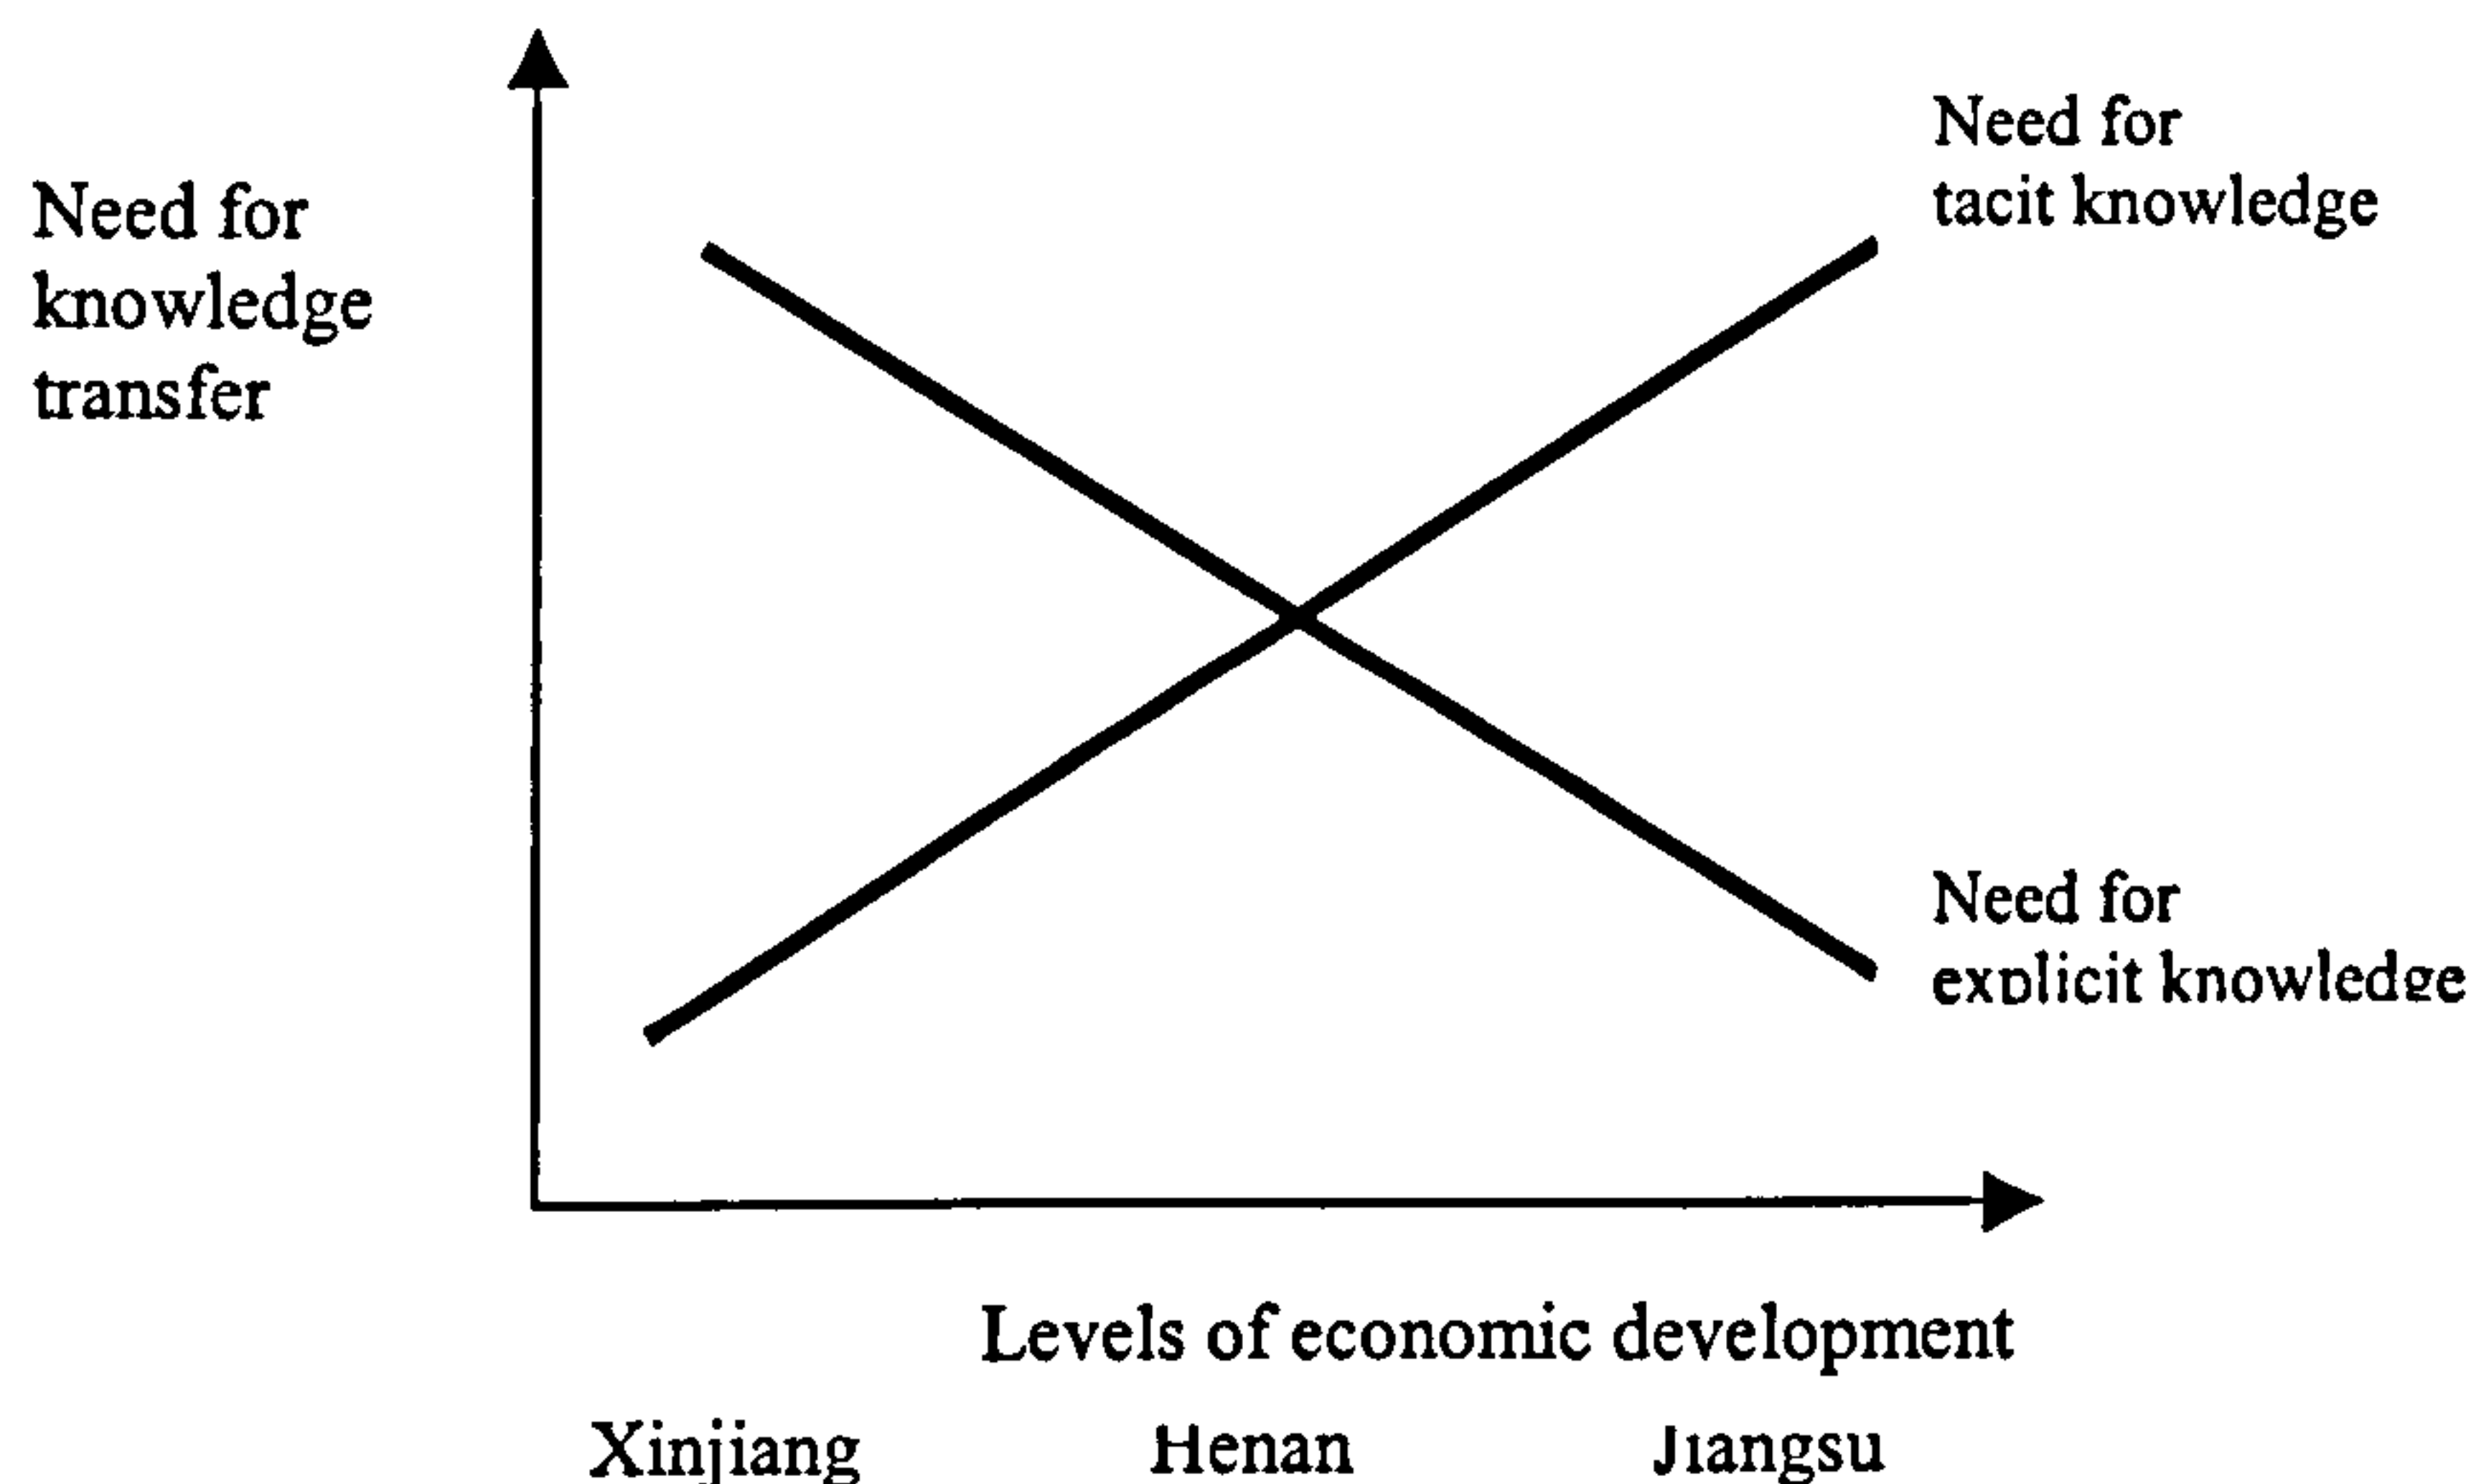 Need for
knowledge
transfer
Need for
tacit knowledge
Need for
explicit knowledge
Levels of economic development
Xinjiang Henan Jiangsu